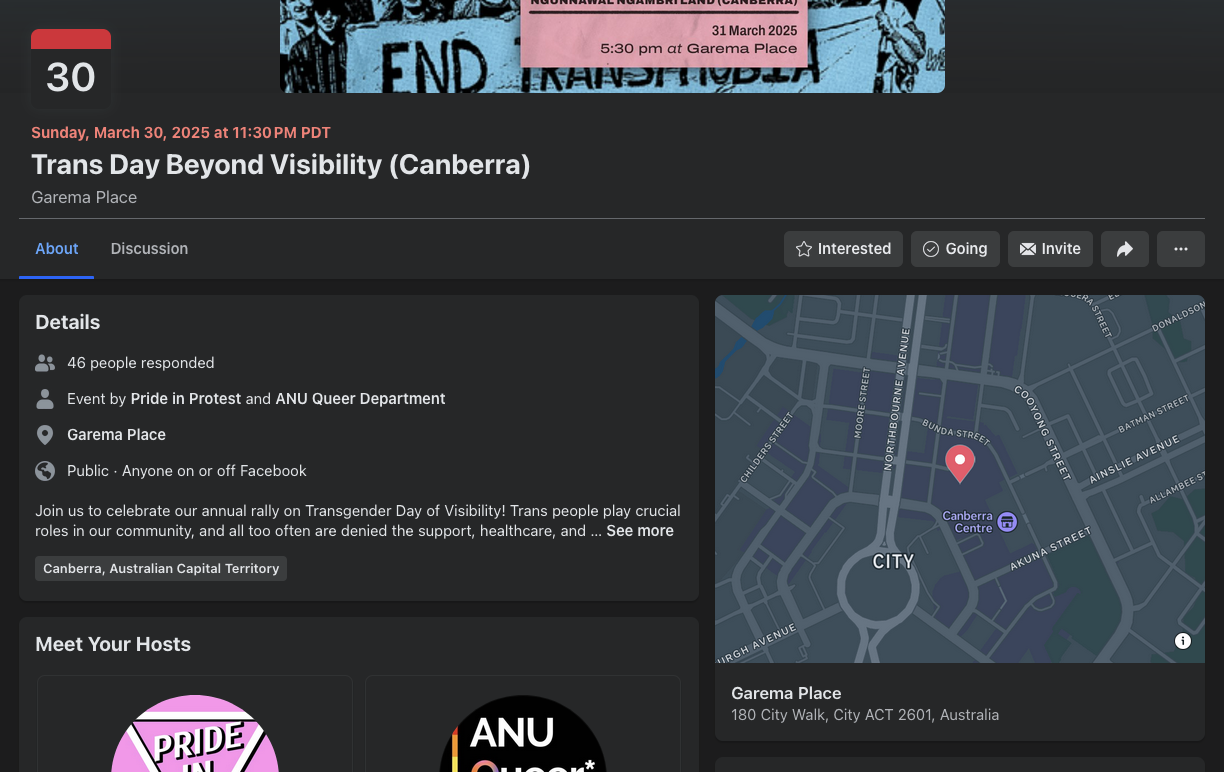 NGUNNAWAL NGAMBRI LAND (CANBERRA)
31 March 2025
5:30 pm at Garema Place
END TRANSPHOBIA
30
Sunday, March 30, 2025 at 11:30 PM PDT
Trans Day Beyond Visibility (Canberra)
Garema Place
About
Discussion
Interested
Going
Invite
Details
46 people responded
Event by Pride in Protest and ANU Queer Department
Garema Place
Public · Anyone on or off Facebook
Join us to celebrate our annual rally on Transgender Day of Visibility! Trans people play crucial
roles in our community, and all too often are denied the support, healthcare, and ... See more
Canberra, Australian Capital Territory
Meet Your Hosts
PRIDE
IN
ANU
Queer*
DONALDSON
COOYONG STREET
BATMAN STREET
AINSLIE AVENUE
ALLAMBEE S
NORTHBOURNE AVENUE
MOORE STREET
BUNDA STREET
CHILDERS STREET
Canberra
Centre
CITY
AKUNA STREET
URGH AVENUE
Garema Place
180 City Walk, City ACT 2601, Australia